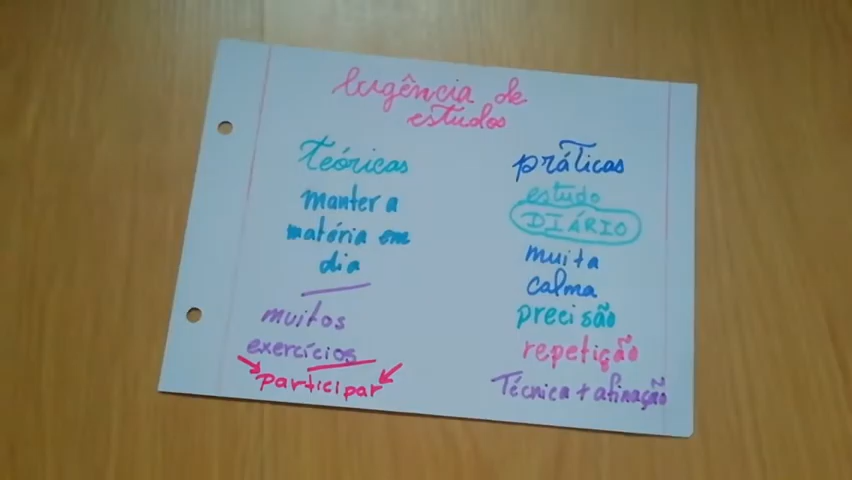 Exigência de
estudos
teóricas
manter a
matéria em
dia
muitos
exercícios
participar
práticas
estudo
DIÁRIO
muita
calma
precisão
repetição
Técnica + afinação